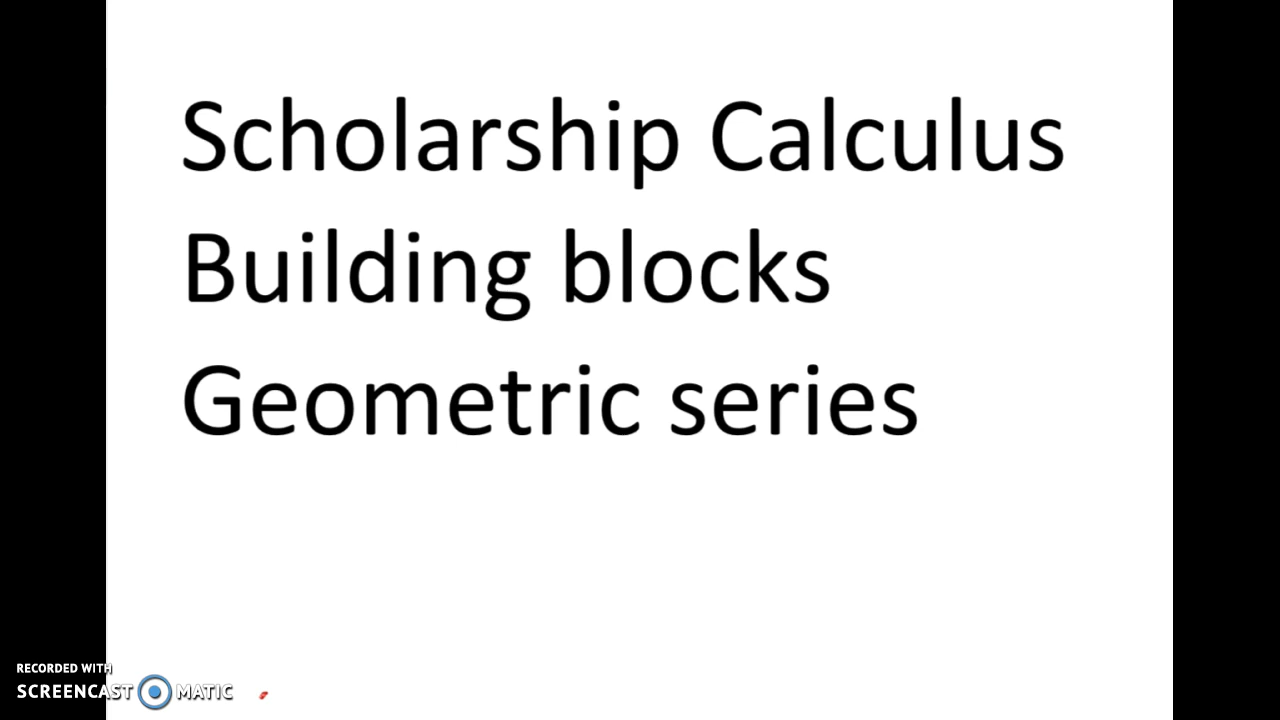 Scholarship Calculus
Building blocks
Geometric series
RECORDED WITH
SCREENCAST MATIC